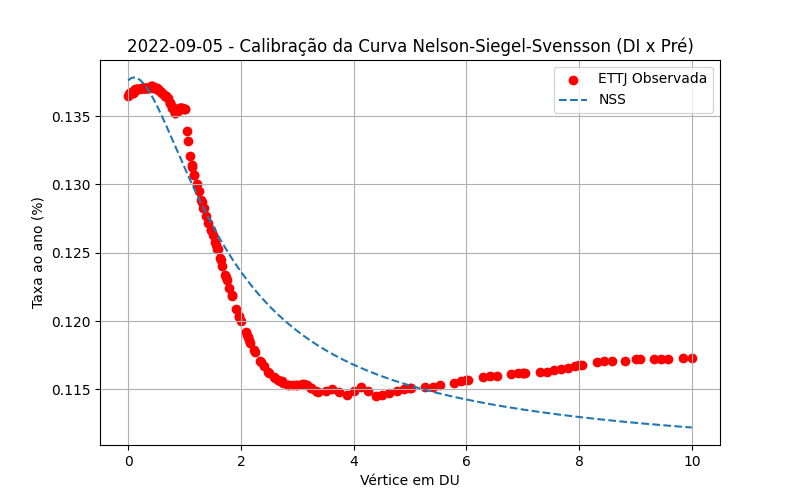 2022-09-05 - Calibração da Curva Nelson-Siegel-Svensson (DI x Pré)
ETTJ Observada
NSS
Taxa ao ano (%)
0.135
0.130
0.125
0.120
0.115
0 2 4 6 8 10
Vértice em DU